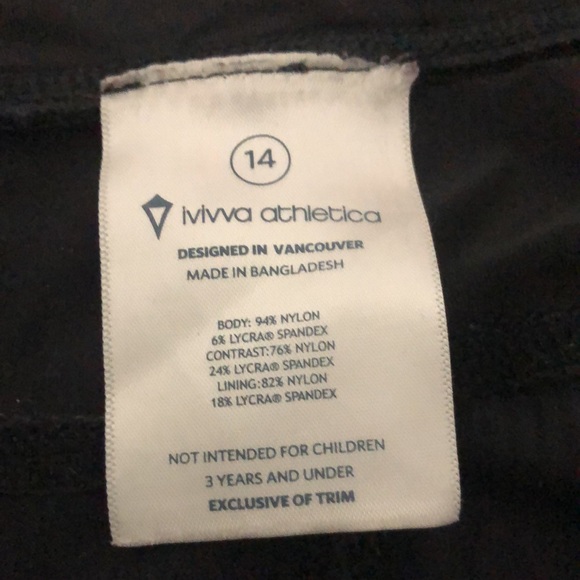 14
ivivva athletica
DESIGNED IN VANCOUVER
MADE IN BANGLADESH
BODY: 94% NYLON
6% LYCRA® SPANDEX
CONTRAST:76% NYLON
24% LYCRA® SPANDEX
LINING:82% NYLON
18% LYCRA® SPANDEX
NOT INTENDED FOR CHILDREN
3 YEARS AND UNDER
EXCLUSIVE OF TRIM